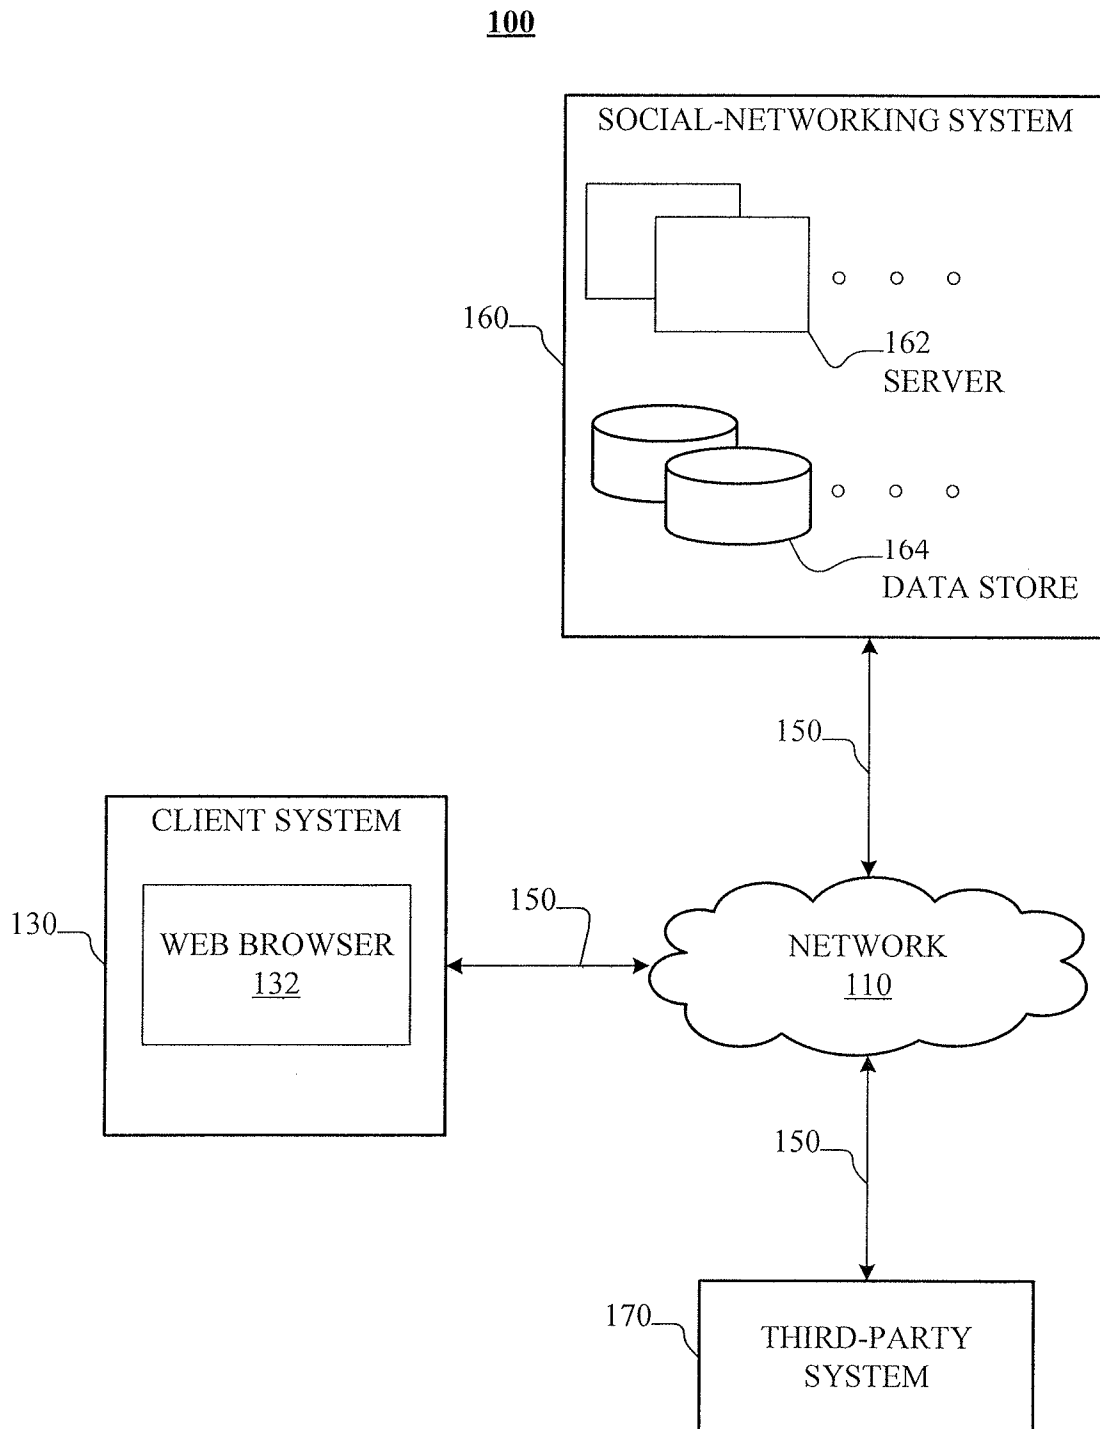 100
SOCIAL-NETWORKING SYSTEM
160
162
SERVER
164
DATA STORE
150
CLIENT SYSTEM
130
WEB BROWSER
132
150
NETWORK
110
150
170
THIRD-PARTY
SYSTEM